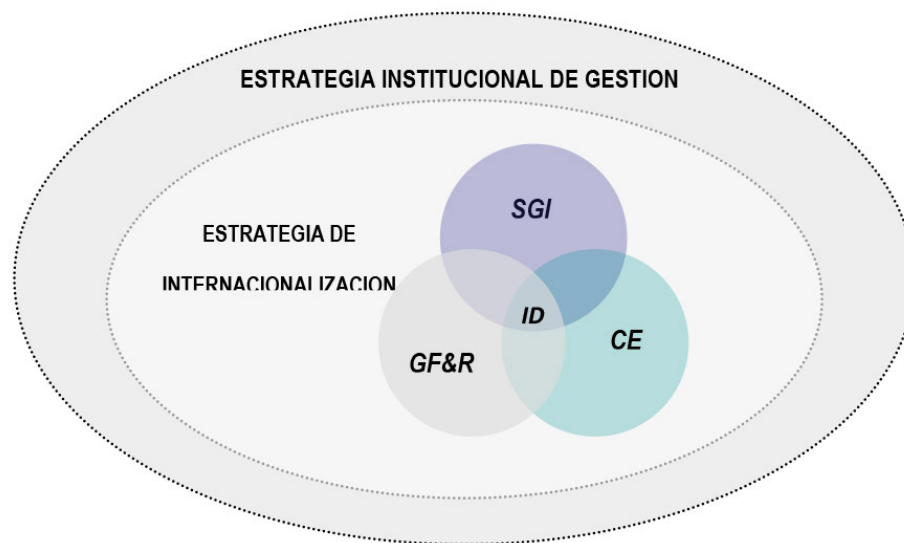 ESTRATEGIA INSTITUCIONAL DE GESTION
SGI
ESTRATEGIA DE
INTERNACIONALIZACION
ID
CE
GF&R